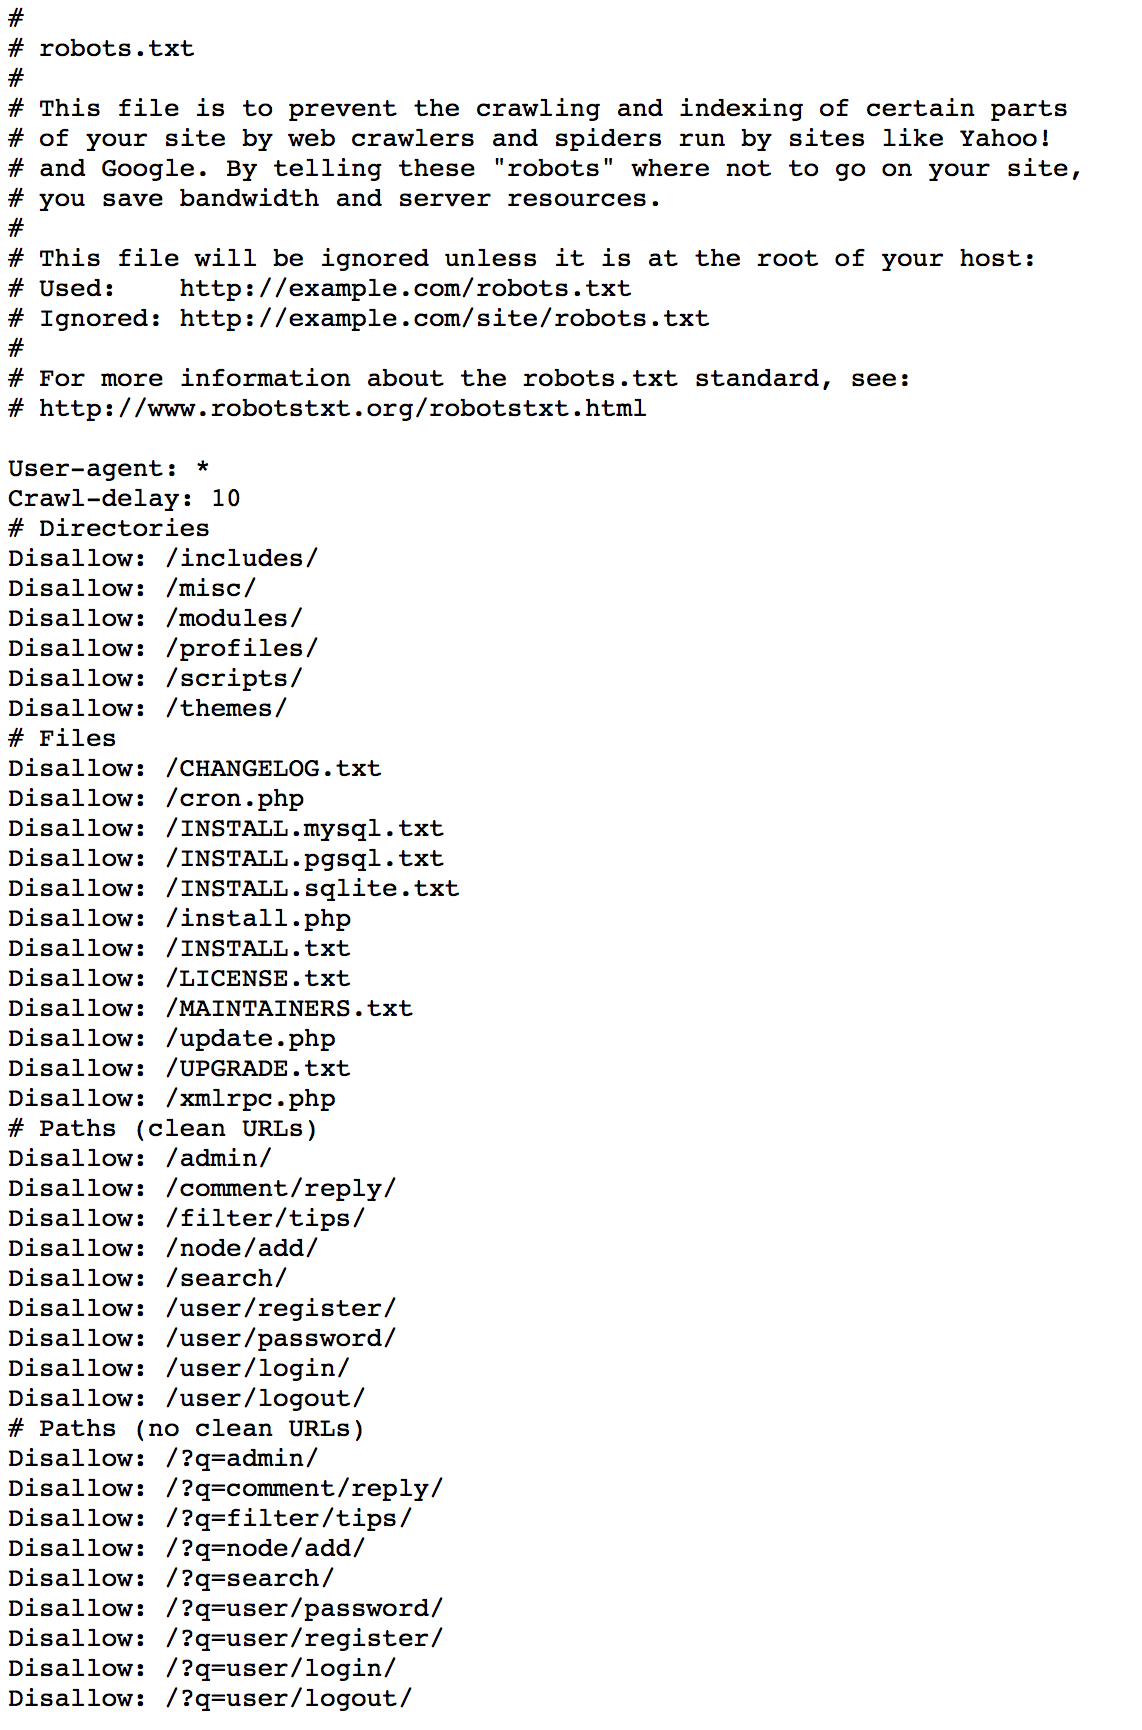 #
# robots.txt
#
# This file is to prevent the crawling and indexing of certain parts
# of your site by web crawlers and spiders run by sites like Yahoo!
# and Google. By telling these "robots" where not to go on your site,
# you save bandwidth and server resources.
#
# This file will be ignored unless it is at the root of your host:
# Used:    http://example.com/robots.txt
# Ignored: http://example.com/site/robots.txt
#
# For more information about the robots.txt standard, see:
# http://www.robotstxt.org/robotstxt.html

User-agent: *
Crawl-delay: 10
# Directories
Disallow: /includes/
Disallow: /misc/
Disallow: /modules/
Disallow: /profiles/
Disallow: /scripts/
Disallow: /themes/
# Files
Disallow: /CHANGELOG.txt
Disallow: /cron.php
Disallow: /INSTALL.mysql.txt
Disallow: /INSTALL.pgsql.txt
Disallow: /INSTALL.sqlite.txt
Disallow: /install.php
Disallow: /INSTALL.txt
Disallow: /LICENSE.txt
Disallow: /MAINTAINERS.txt
Disallow: /update.php
Disallow: /UPGRADE.txt
Disallow: /xmlrpc.php
# Paths (clean URLs)
Disallow: /admin/
Disallow: /comment/reply/
Disallow: /filter/tips/
Disallow: /node/add/
Disallow: /search/
Disallow: /user/register/
Disallow: /user/password/
Disallow: /user/login/
Disallow: /user/logout/
# Paths (no clean URLs)
Disallow: /?q=admin/
Disallow: /?q=comment/reply/
Disallow: /?q=filter/tips/
Disallow: /?q=node/add/
Disallow: /?q=search/
Disallow: /?q=user/password/
Disallow: /?q=user/register/
Disallow: /?q=user/login/
Disallow: /?q=user/logout/